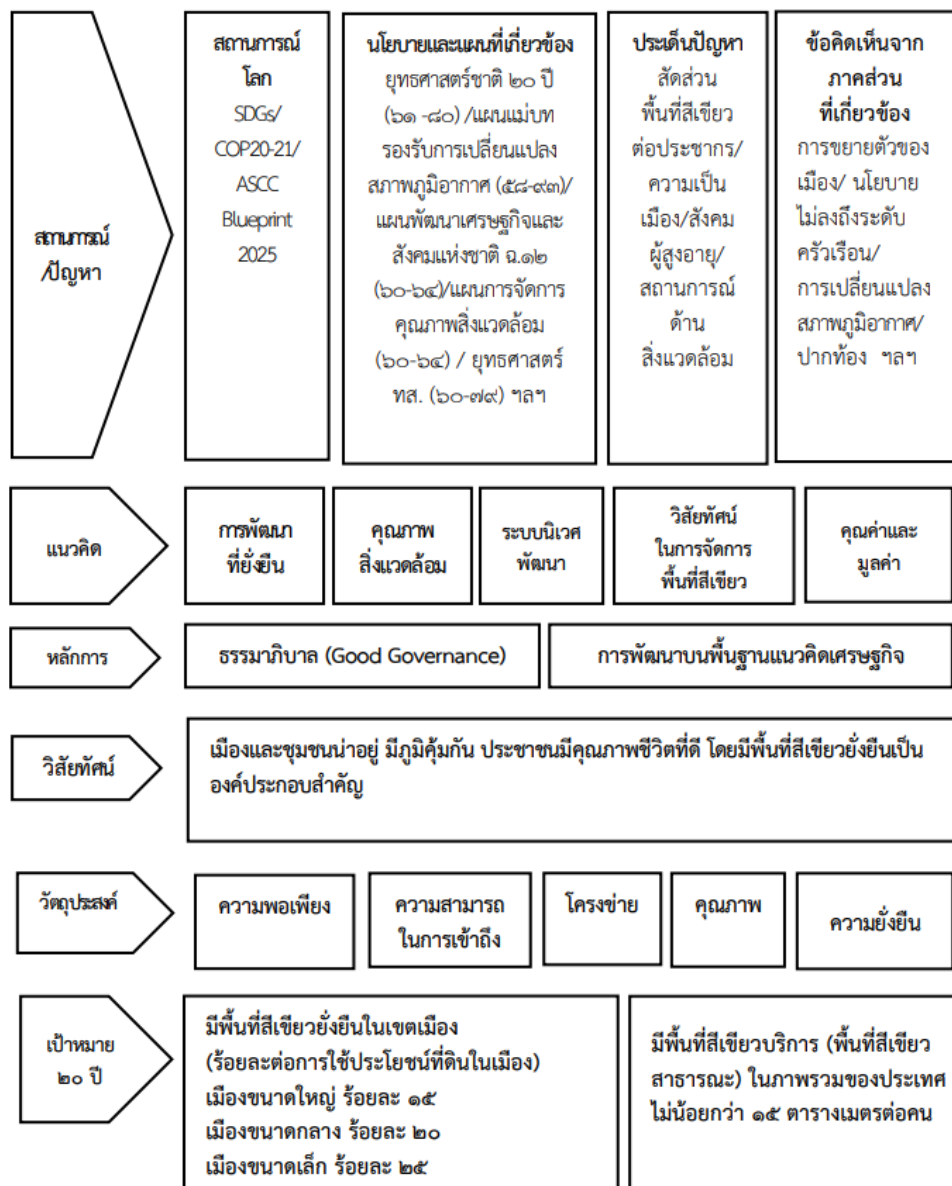 สถานการณ์
/ปัญหา
สถานการณ์
โลก
SDGs/
COP20-21/
ASCC
Blueprint
2025
นโยบายและแผนที่เกี่ยวข้อง
ยุทธศาสตร์ชาติ ๒๐ ปี
(๖๑ -๘๐) /แผนแม่บท
รองรับการเปลี่ยนแปลง
สภาพภูมิอากาศ (๕๘-๙๓)/
แผนพัฒนาเศรษฐกิจและ
สังคมแห่งชาติ ฉ.๑๒
(๖๐-๖๔)/แผนการจัดการ
คุณภาพสิ่งแวดล้อม
(๖๐-๖๔) / ยุทธศาสตร์
ทส. (๖๐-๗๙) ฯลฯ
ประเด็นปัญหา
สัดส่วน
พื้นที่สีเขียว
ต่อประชากร/
ความเป็น
เมือง/สังคม
ผู้สูงอายุ/
สถานการณ์
ด้าน
สิ่งแวดล้อม
ข้อคิดเห็นจาก
ภาคส่วน
ที่เกี่ยวข้อง
การขยายตัวของ
เมือง/ นโยบาย
ไม่ลงถึงระดับ
ครัวเรือน/
การเปลี่ยนแปลง
สภาพภูมิอากาศ/
ปากท้อง ฯลฯ
แนวคิด
การพัฒนา
ที่ยั่งยืน
คุณภาพ
สิ่งแวดล้อม
ระบบนิเวศ
พัฒนา
วิสัยทัศน์
ในการจัดการ
พื้นที่สีเขียว
คุณค่าและ
มูลค่า
หลักการ
ธรรมาภิบาล (Good Governance)
การพัฒนาบนพื้นฐานแนวคิดเศรษฐกิจ
วิสัยทัศน์
เมืองและชุมชนน่าอยู่ มีภูมิคุ้มกัน ประชาชนมีคุณภาพชีวิตที่ดี โดยมีพื้นที่สีเขียวยั่งยืนเป็น
องค์ประกอบสำคัญ
วัตถุประสงค์
ความพอเพียง
ความสามารถ
ในการเข้าถึง
โครงข่าย
คุณภาพ
ความยั่งยืน
เป้าหมาย
๒๐ ปี
มีพื้นที่สีเขียวยั่งยืนในเขตเมือง
(ร้อยละต่อการใช้ประโยชน์ที่ดินในเมือง)
เมืองขนาดใหญ่ ร้อยละ ๑๕
เมืองขนาดกลาง ร้อยละ ๒๐
เมืองขนาดเล็ก ร้อยละ ๒๕
มีพื้นที่สีเขียวบริการ (พื้นที่สีเขียว
สาธารณะ) ในภาพรวมของประเทศ
ไม่น้อยกว่า ๑๕ ตารางเมตรต่อคน